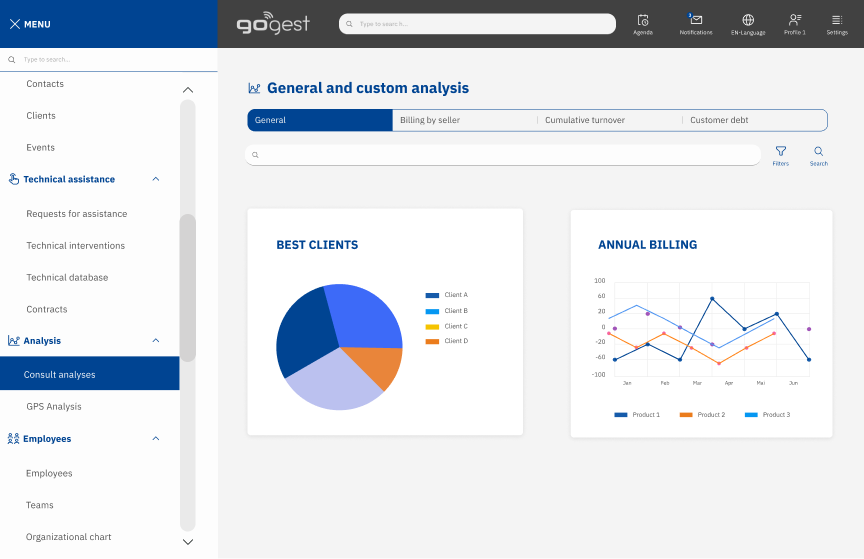 MENU
gogest
Type to search...
Agenda
2
Notifications
EN-Language
Profile 1
Settings
Type to search...
Contacts
Clients
Events
Technical assistance
Requests for assistance
Technical interventions
Technical database
Contracts
Analysis
Consult analyses
GPS Analysis
Employees
Employees
Teams
Organizational chart
General and custom analysis
General
Billing by seller
Cumulative turnover
Customer debt
Filters
Search
BEST CLIENTS
Client A
Client B
Client C
Client D
ANNUAL BILLING
100
60
20
0
-20
-60
-100
Jan
Feb
Mar
Apr
Mai
Jun
Product 1
Product 2
Product 3